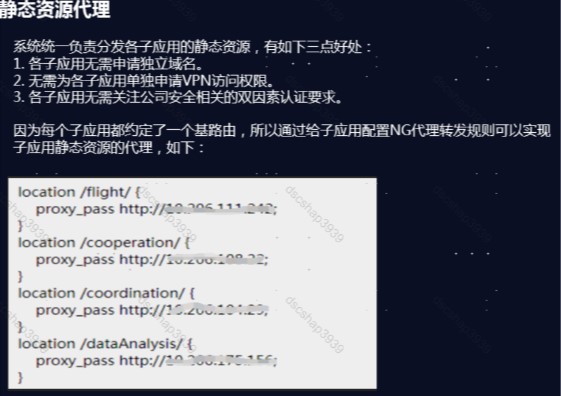 静态资源代理
系统统一负责分发各子应用的静态资源，有如下三点好处：
1. 各子应用无需申请独立域名。
2. 无需为各子应用单独申请VPN访问权限。
3. 各子应用无需关注公司安全相关的双因素认证要求。
因为每个子应用都约定了一个基路由，所以通过给子应用配置NG代理转发规则可以实现
子应用静态资源的代理，如下：
location /flight/ {
proxy_pass http://
}
location /cooperation/ {
proxy_pass http://
}
location /coordination/ {
proxy_pass http://
location /dataAnalysis/ {
proxy_pass http://
}
dscshap3939
dscshap3939
dscshap3939